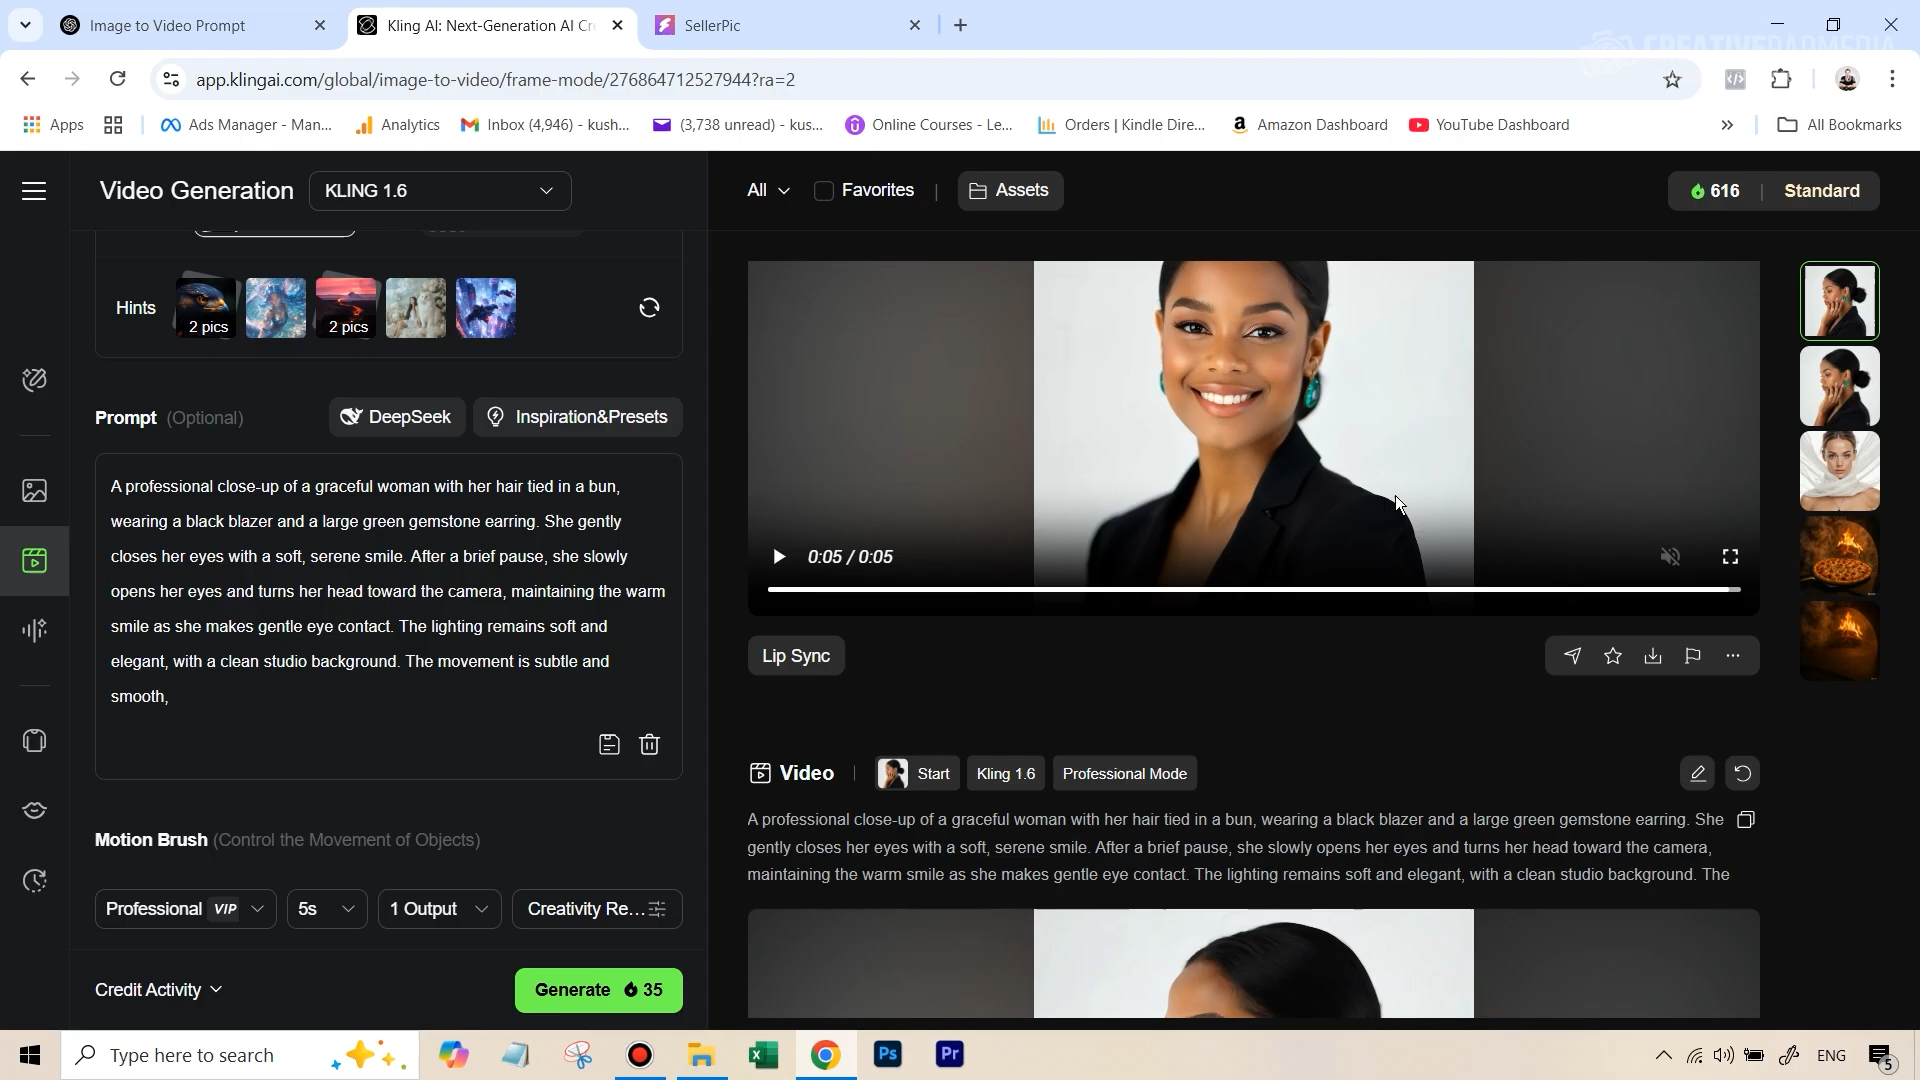 Image to Video Prompt
Kling AI: Next-Generation AI Cr
SellerPic
CREATIVEPADMEDIA
app.klingai.com/global/image-to-video/frame-mode/276864712527944?ra=2
Apps
Ads Manager - Man...
Analytics
Inbox (4,946) - kush...
(3,738 unread) - kus...
Online Courses - Le...
Orders | Kindle Dire...
Amazon Dashboard
YouTube Dashboard
All Bookmarks
Video Generation
KLING 1.6
All
Favorites
Assets
616
Standard
Hints
2 pics
2 pics
Prompt (Optional)
DeepSeek
Inspiration&Presets
A professional close-up of a graceful woman with her hair tied in a bun,
wearing a black blazer and a large green gemstone earring. She gently
closes her eyes with a soft, serene smile. After a brief pause, she slowly
opens her eyes and turns her head toward the camera, maintaining the warm
smile as she makes gentle eye contact. The lighting remains soft and
elegant, with a clean studio background. The movement is subtle and
smooth,
0:05 / 0:05
Lip Sync
Video
Start
Kling 1.6
Professional Mode
A professional close-up of a graceful woman with her hair tied in a bun, wearing a black blazer and a large green gemstone earring. She
gently closes her eyes with a soft, serene smile. After a brief pause, she slowly opens her eyes and turns her head toward the camera,
maintaining the warm smile as she makes gentle eye contact. The lighting remains soft and elegant, with a clean studio background. The
Motion Brush (Control the Movement of Objects)
Professional VIP
5s
1 Output
Creativity Re...
Credit Activity
Generate 35
Type here to search
Ps
Pr
ENG
5